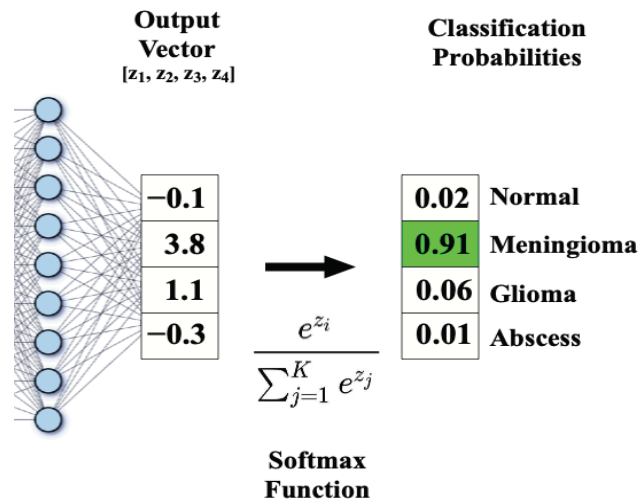 Output
Vector
[z₁, z₂, z₃, z₄]
Classification
Probabilities
−0.1
3.8
1.1
−0.3
0.02 Normal
0.91 Meningioma
0.06 Glioma
0.01 Abscess
e^{z_i}
∑_{j=1}^{K} e^{z_j}
Softmax
Function